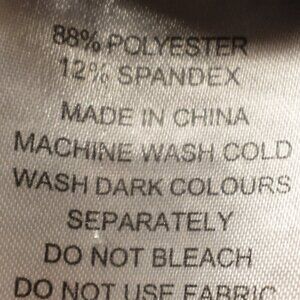 88% POLYESTER
12% SPANDEX
MADE IN CHINA
MACHINE WASH COLD
WASH DARK COLOURS
SEPARATELY
DO NOT BLEACH
DO NOT USE FABRIC